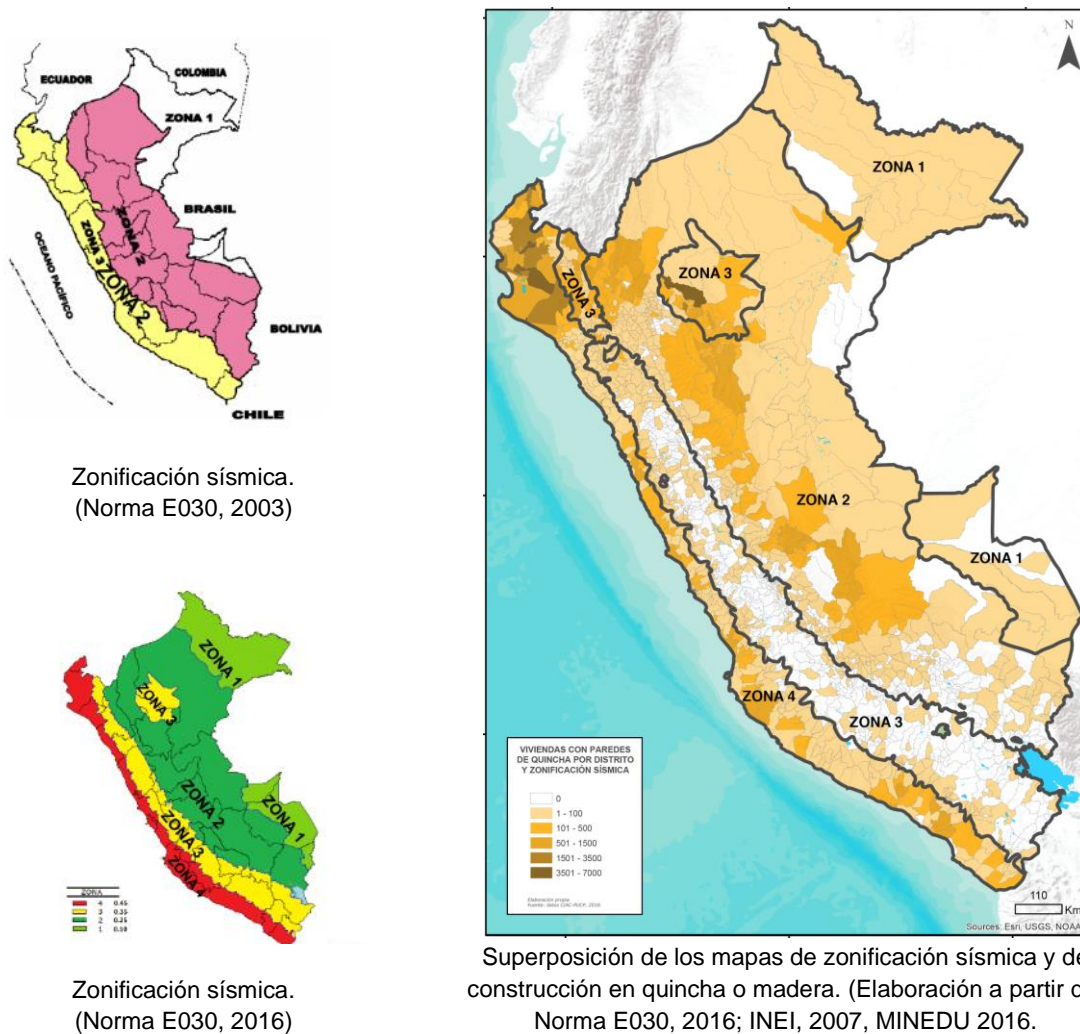 ECUADOR
COLOMBIA
ZONA 1
BRASIL
ZONA 2
ZONA 3
ZONA 2
OCEANO PACÍFICO
BOLIVIA
CHILE
Zonificación sísmica.
(Norma E030, 2003)
ZONA 1
ZONA 3
ZONA 2
ZONA 1
ZONA 3
ZONA 4
ZONA
4 0.45
3 0.35
2 0.25
1 0.10
Zonificación sísmica.
(Norma E030, 2016)
N
ZONA 1
ZONA 3
ZONA 3
ZONA 2
ZONA 1
ZONA 4
ZONA 3
VIVIENDAS CON PAREDES
DE QUINCHA POR DISTRITO
Y ZONIFICACIÓN SÍSMICA
0
1 - 100
101 - 500
501 - 1500
1501 - 3500
3501 - 7000
Elaboración propia
110
Km
Sources: Esri, USGS, NOAA
Superposición de los mapas de zonificación sísmica y de
construcción en quincha o madera. (Elaboración a partir d
Norma E030, 2016; INEI, 2007, MINEDU 2016.